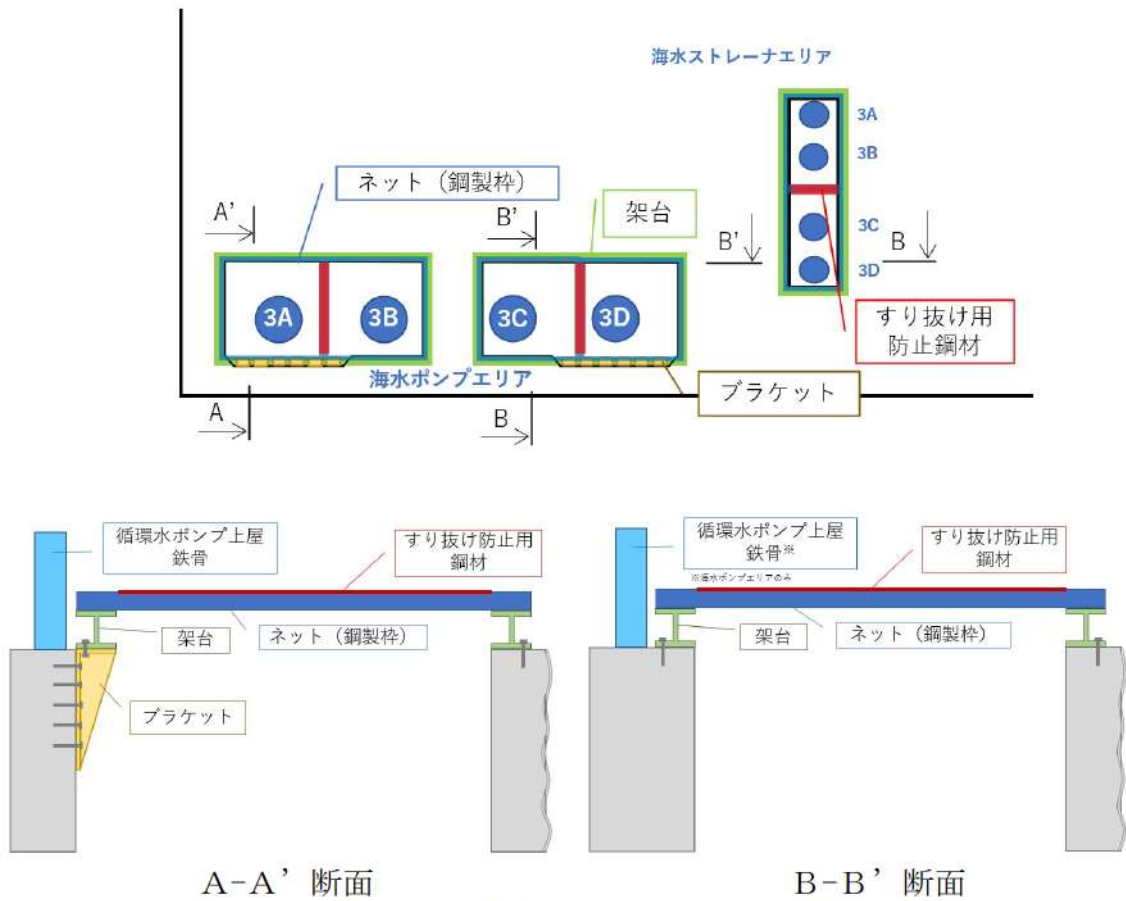 海水ストレーナエリア
3A
3B
3C
3D
ネット（鋼製枠）
架台
A’
B’
B’
B
3A
3B
3C
3D
すり抜け用
防止鋼材
海水ポンプエリア
ブラケット
A
B
循環水ポンプ上屋
鉄骨
すり抜け防止用
鋼材
架台
ネット（鋼製枠）
ブラケット
A-A’断面
循環水ポンプ上屋
鉄骨※
※海水ポンプエリアのみ
すり抜け防止用
鋼材
架台
ネット（鋼製枠）
B-B’断面